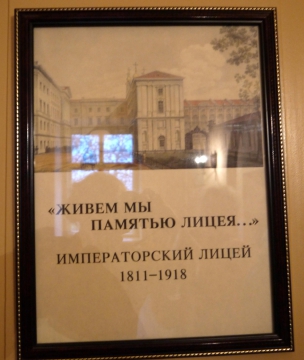 «ЖИВЕМ МЫ
ПАМЯТЬЮ ЛИЦЕЯ...»
ИМПЕРАТОРСКИЙ ЛИЦЕЙ
1811–1918